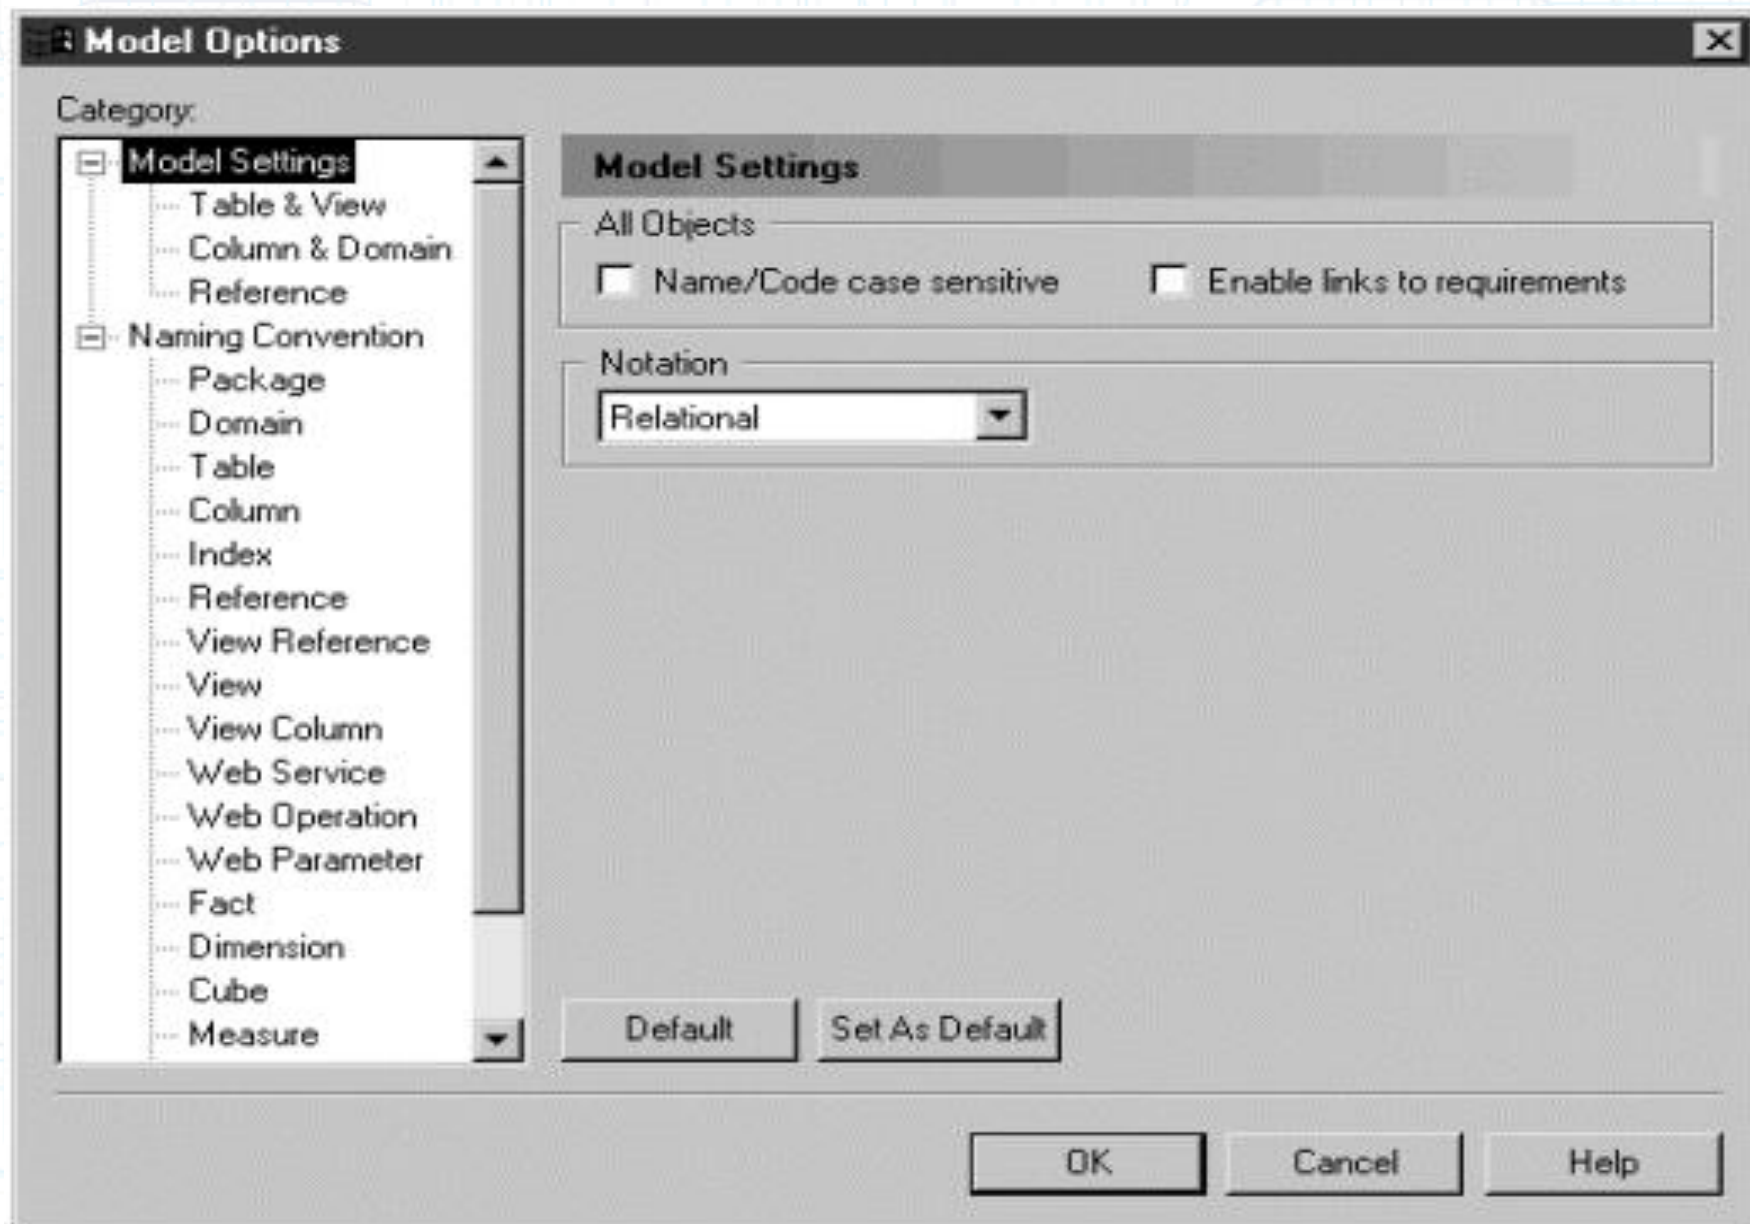 Model Options
Category:
Model Settings
Table & View
Column & Domain
Reference
Naming Convention
Package
Domain
Table
Column
Index
Reference
View Reference
View
View Column
Web Service
Web Operation
Web Parameter
Fact
Dimension
Cube
Measure
Model Settings
All Objects
Name/Code case sensitive
Enable links to requirements
Notation
Relational
Default
Set As Default
OK
Cancel
Help